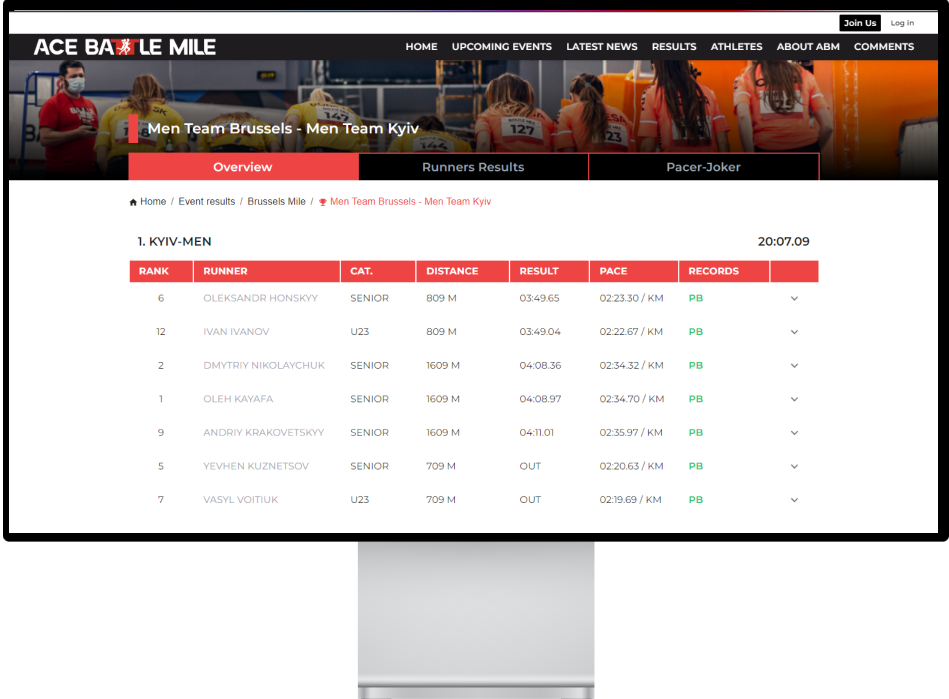 Join Us Log in
ACE BATTLE MILE HOME UPCOMING EVENTS LATEST NEWS RESULTS ATHLETES ABOUT ABM COMMENTS
147
127
Men Team Brussels - Men Team Kyiv
144
Overview Runners Results Pacer-Joker
Home / Event results / Brussels Mile / Men Team Brussels - Men Team Kyiv
1. KYIV-MEN 20:07.09
RANK RUNNER CAT. DISTANCE RESULT PACE RECORDS
6 OLEKSANDR HONSKYY SENIOR 809 M 03:49.65 02:23.30 / KM PB
12 IVAN IVANOV U23 809 M 03:49.04 02:22.67 / KM PB
2 DMYTRIY NIKOLAYCHUK SENIOR 1609 M 04:08.36 02:34.32 / KM PB
1 OLEH KAYAFA SENIOR 1609 M 04:08.97 02:34.70 / KM PB
9 ANDRIY KRAKOVETSKYY SENIOR 1609 M 04:11.01 02:35.97 / KM PB
5 YEVHEN KUZNETSOV SENIOR 709 M OUT 02:20.63 / KM PB
7 VASYL VOITIUK U23 709 M OUT 02:19.69 / KM PB